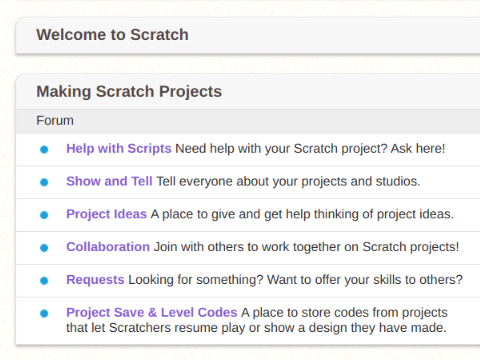 Welcome to Scratch
Making Scratch Projects
Forum
Help with Scripts Need help with your Scratch project? Ask here!
Show and Tell Tell everyone about your projects and studios.
Project Ideas A place to give and get help thinking of project ideas.
Collaboration Join with others to work together on Scratch projects!
Requests Looking for something? Want to offer your skills to others?
Project Save & Level Codes A place to store codes from projects
that let Scratchers resume play or show a design they have made.